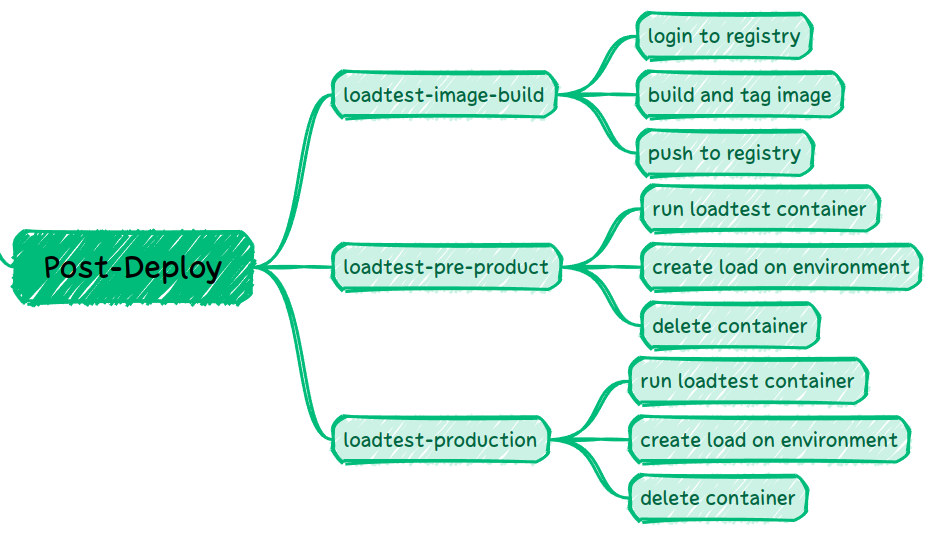 Post-Deploy
loadtest-image-build
login to registry
build and tag image
push to registry
loadtest-pre-product
run loadtest container
create load on environment
delete container
loadtest-production
run loadtest container
create load on environment
delete container